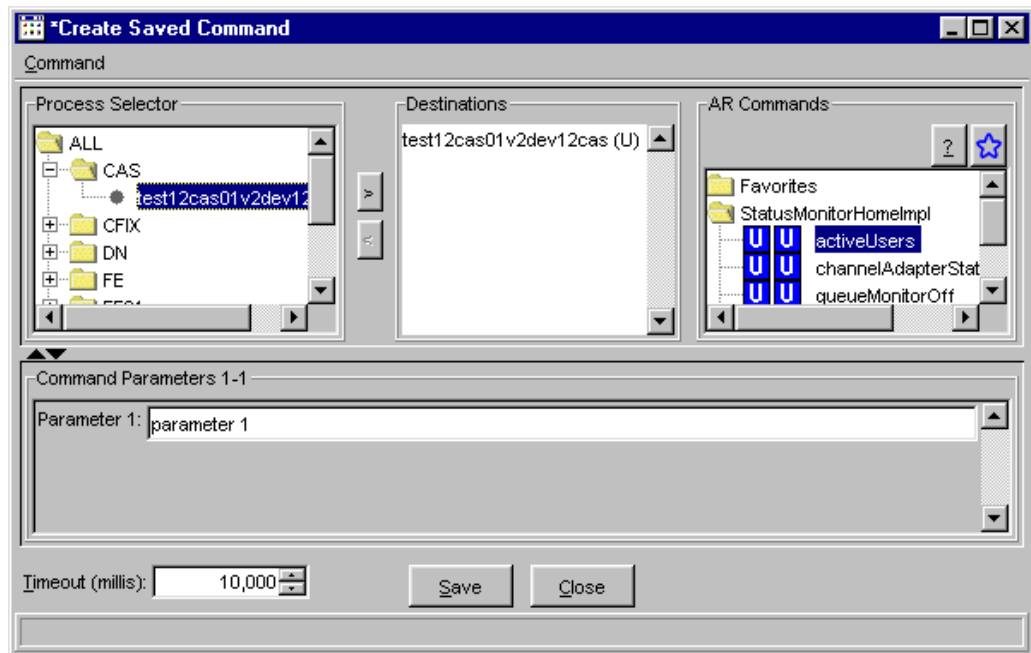 *Create Saved Command
Command
Process Selector
ALL
CAS
test12cas01v2dev12
CFIX
DN
FE
>
<
Destinations
test12cas01v2dev12cas (U)
AR Commands
?
Favorites
StatusMonitorHomeImpl
U U activeUsers
U U channelAdapterStat
U U queueMonitorOff
Command Parameters 1-1
Parameter 1: parameter 1
Timeout (millis): 10,000
Save
Close